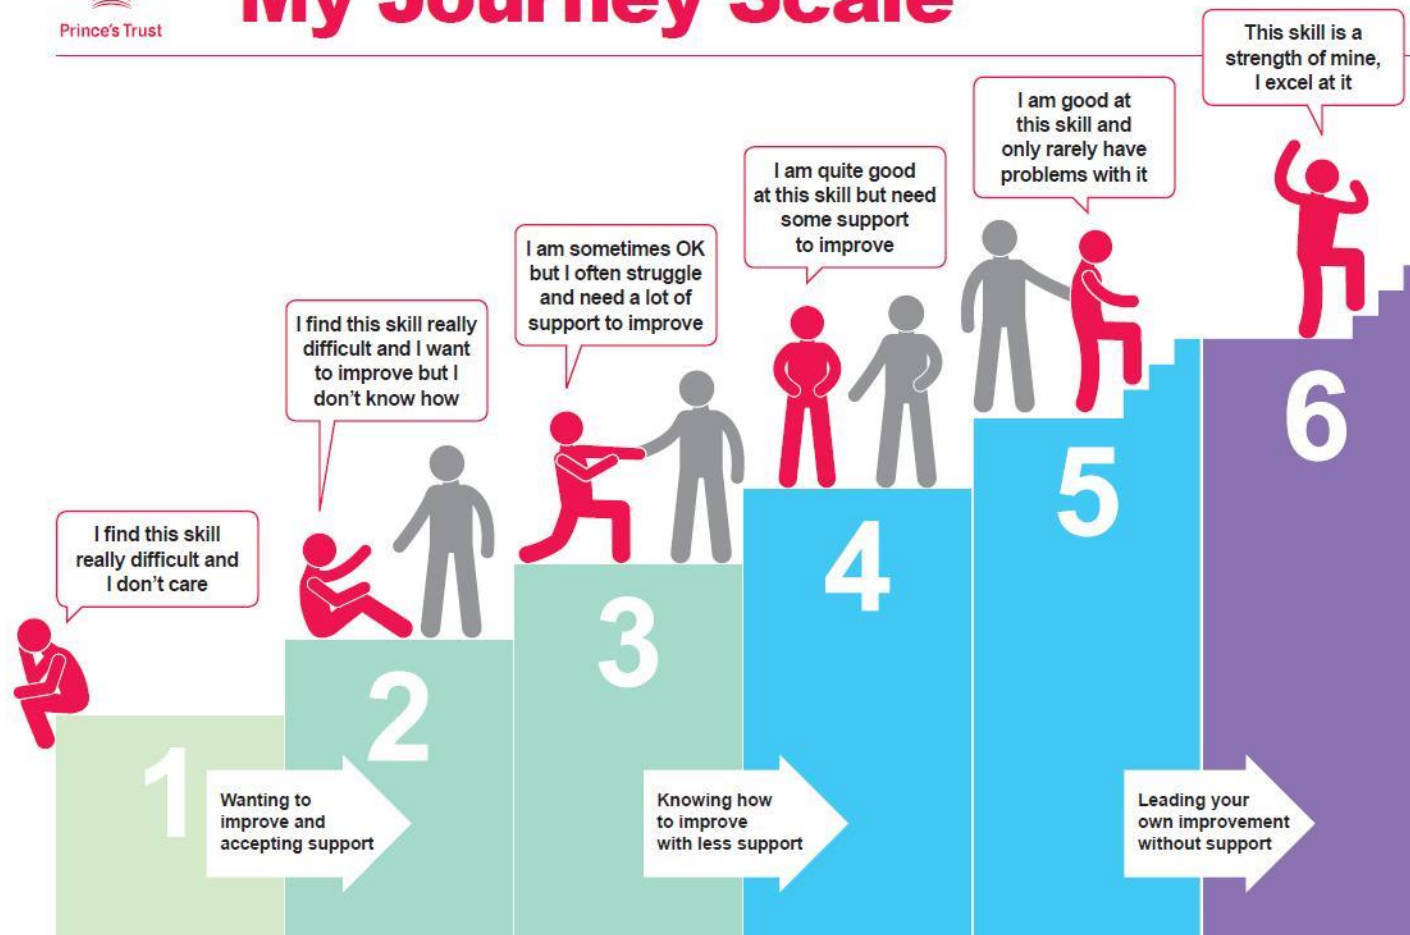 My Journey Scale
Prince's Trust
I find this skill
really difficult and
I don't care
I find this skill really
difficult and I want
to improve but I
don't know how
I am sometimes OK
but I often struggle
and need a lot of
support to improve
I am quite good
at this skill but need
some support
to improve
I am good at
this skill and
only rarely have
problems with it
This skill is a
strength of mine,
I excel at it
1
2
3
4
5
6
Wanting to
improve and
accepting support
Knowing how
to improve
with less support
Leading your
own improvement
without support